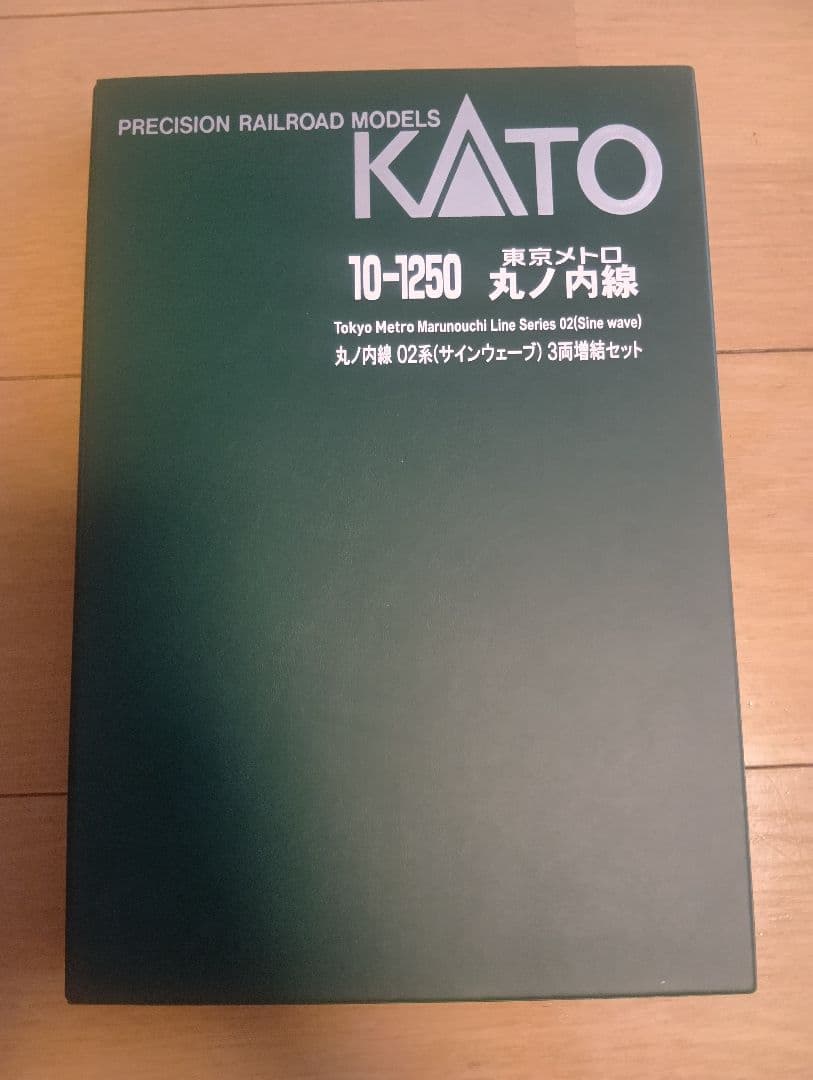 PRECISION RAILROAD MODELS
KATO
10-1250 東京メトロ 丸ノ内線
Tokyo Metro Marunouchi Line Series 02(Sine wave)
丸ノ内線 02系(サインウェーブ) 3両増結セット